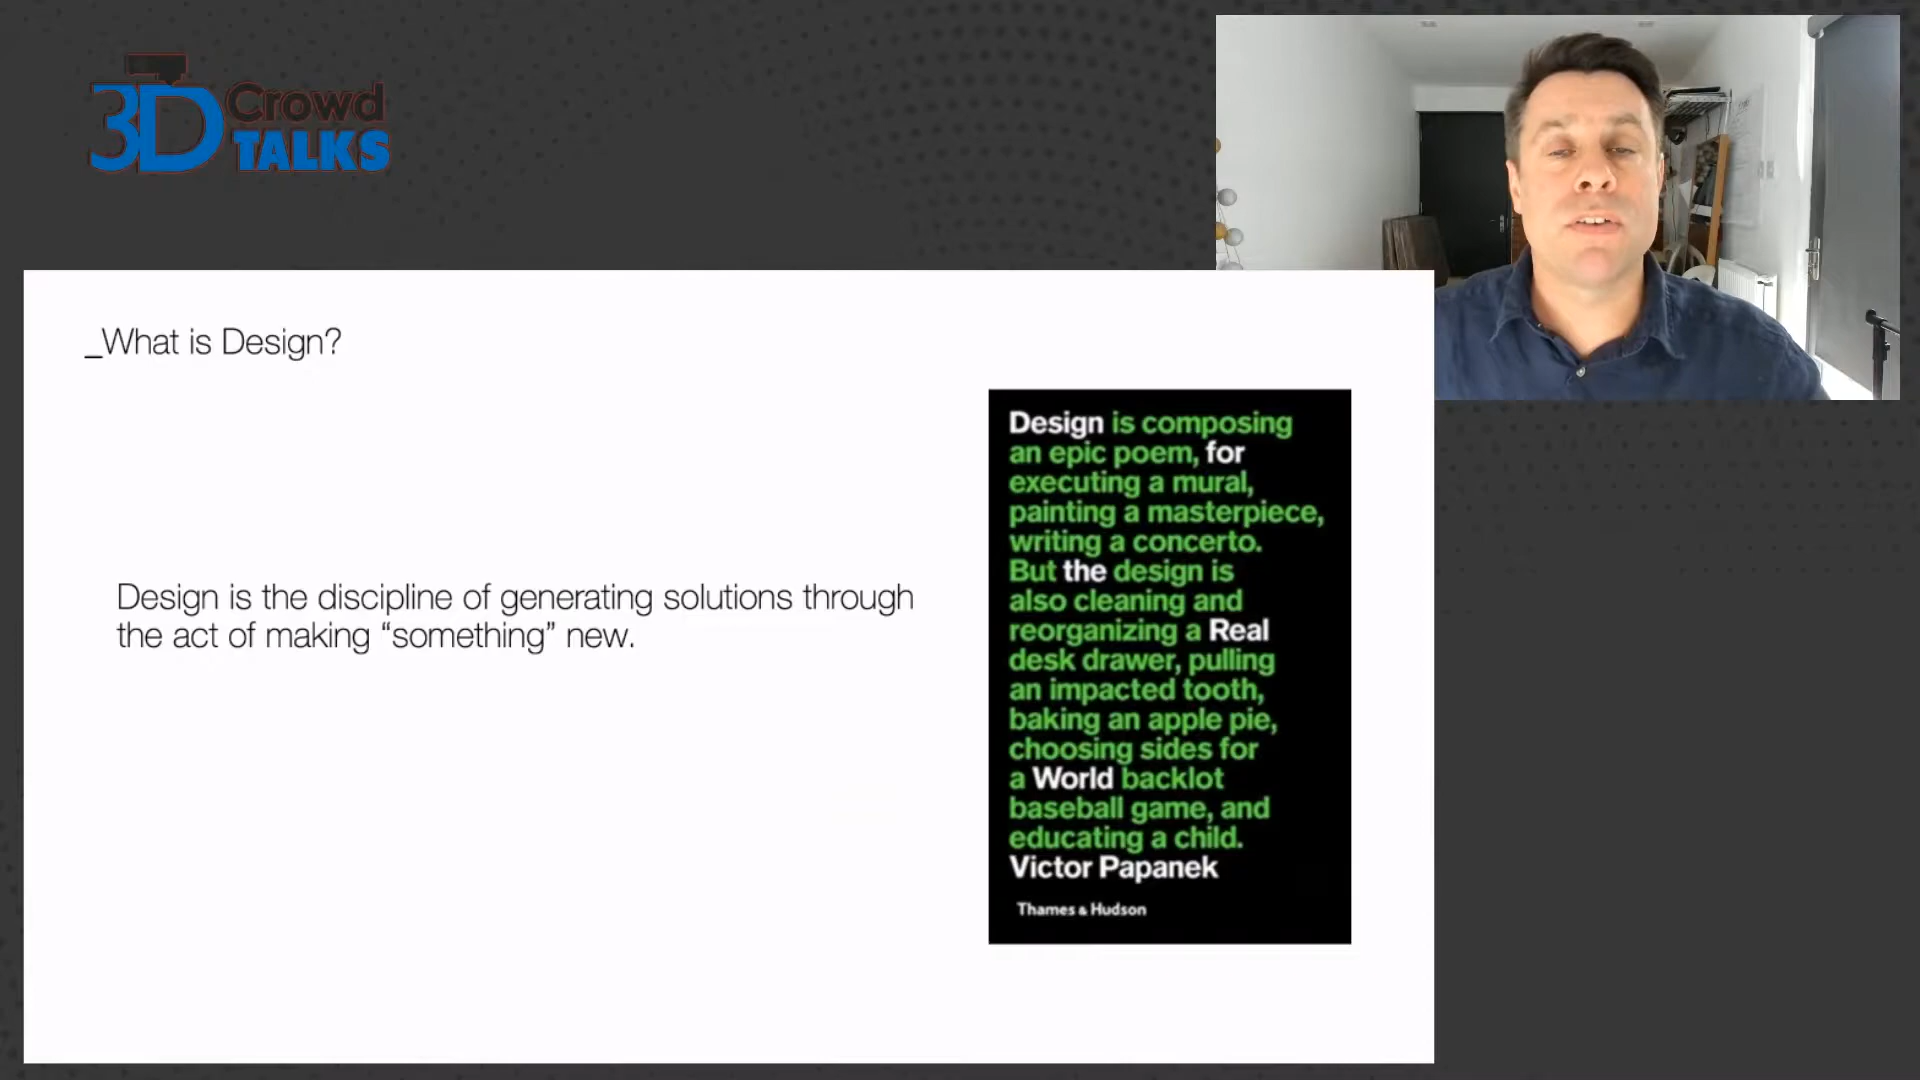 3D Crowd
TALKS
_What is Design?
Design is the discipline of generating solutions through
the act of making “something” new.
Design is composing
an epic poem, for
executing a mural,
painting a masterpiece,
writing a concerto.
But the design is
also cleaning and
reorganizing a Real
desk drawer, pulling
an impacted tooth,
baking an apple pie,
choosing sides for
a World backlot
baseball game, and
educating a child.
Victor Papanek
Thames & Hudson